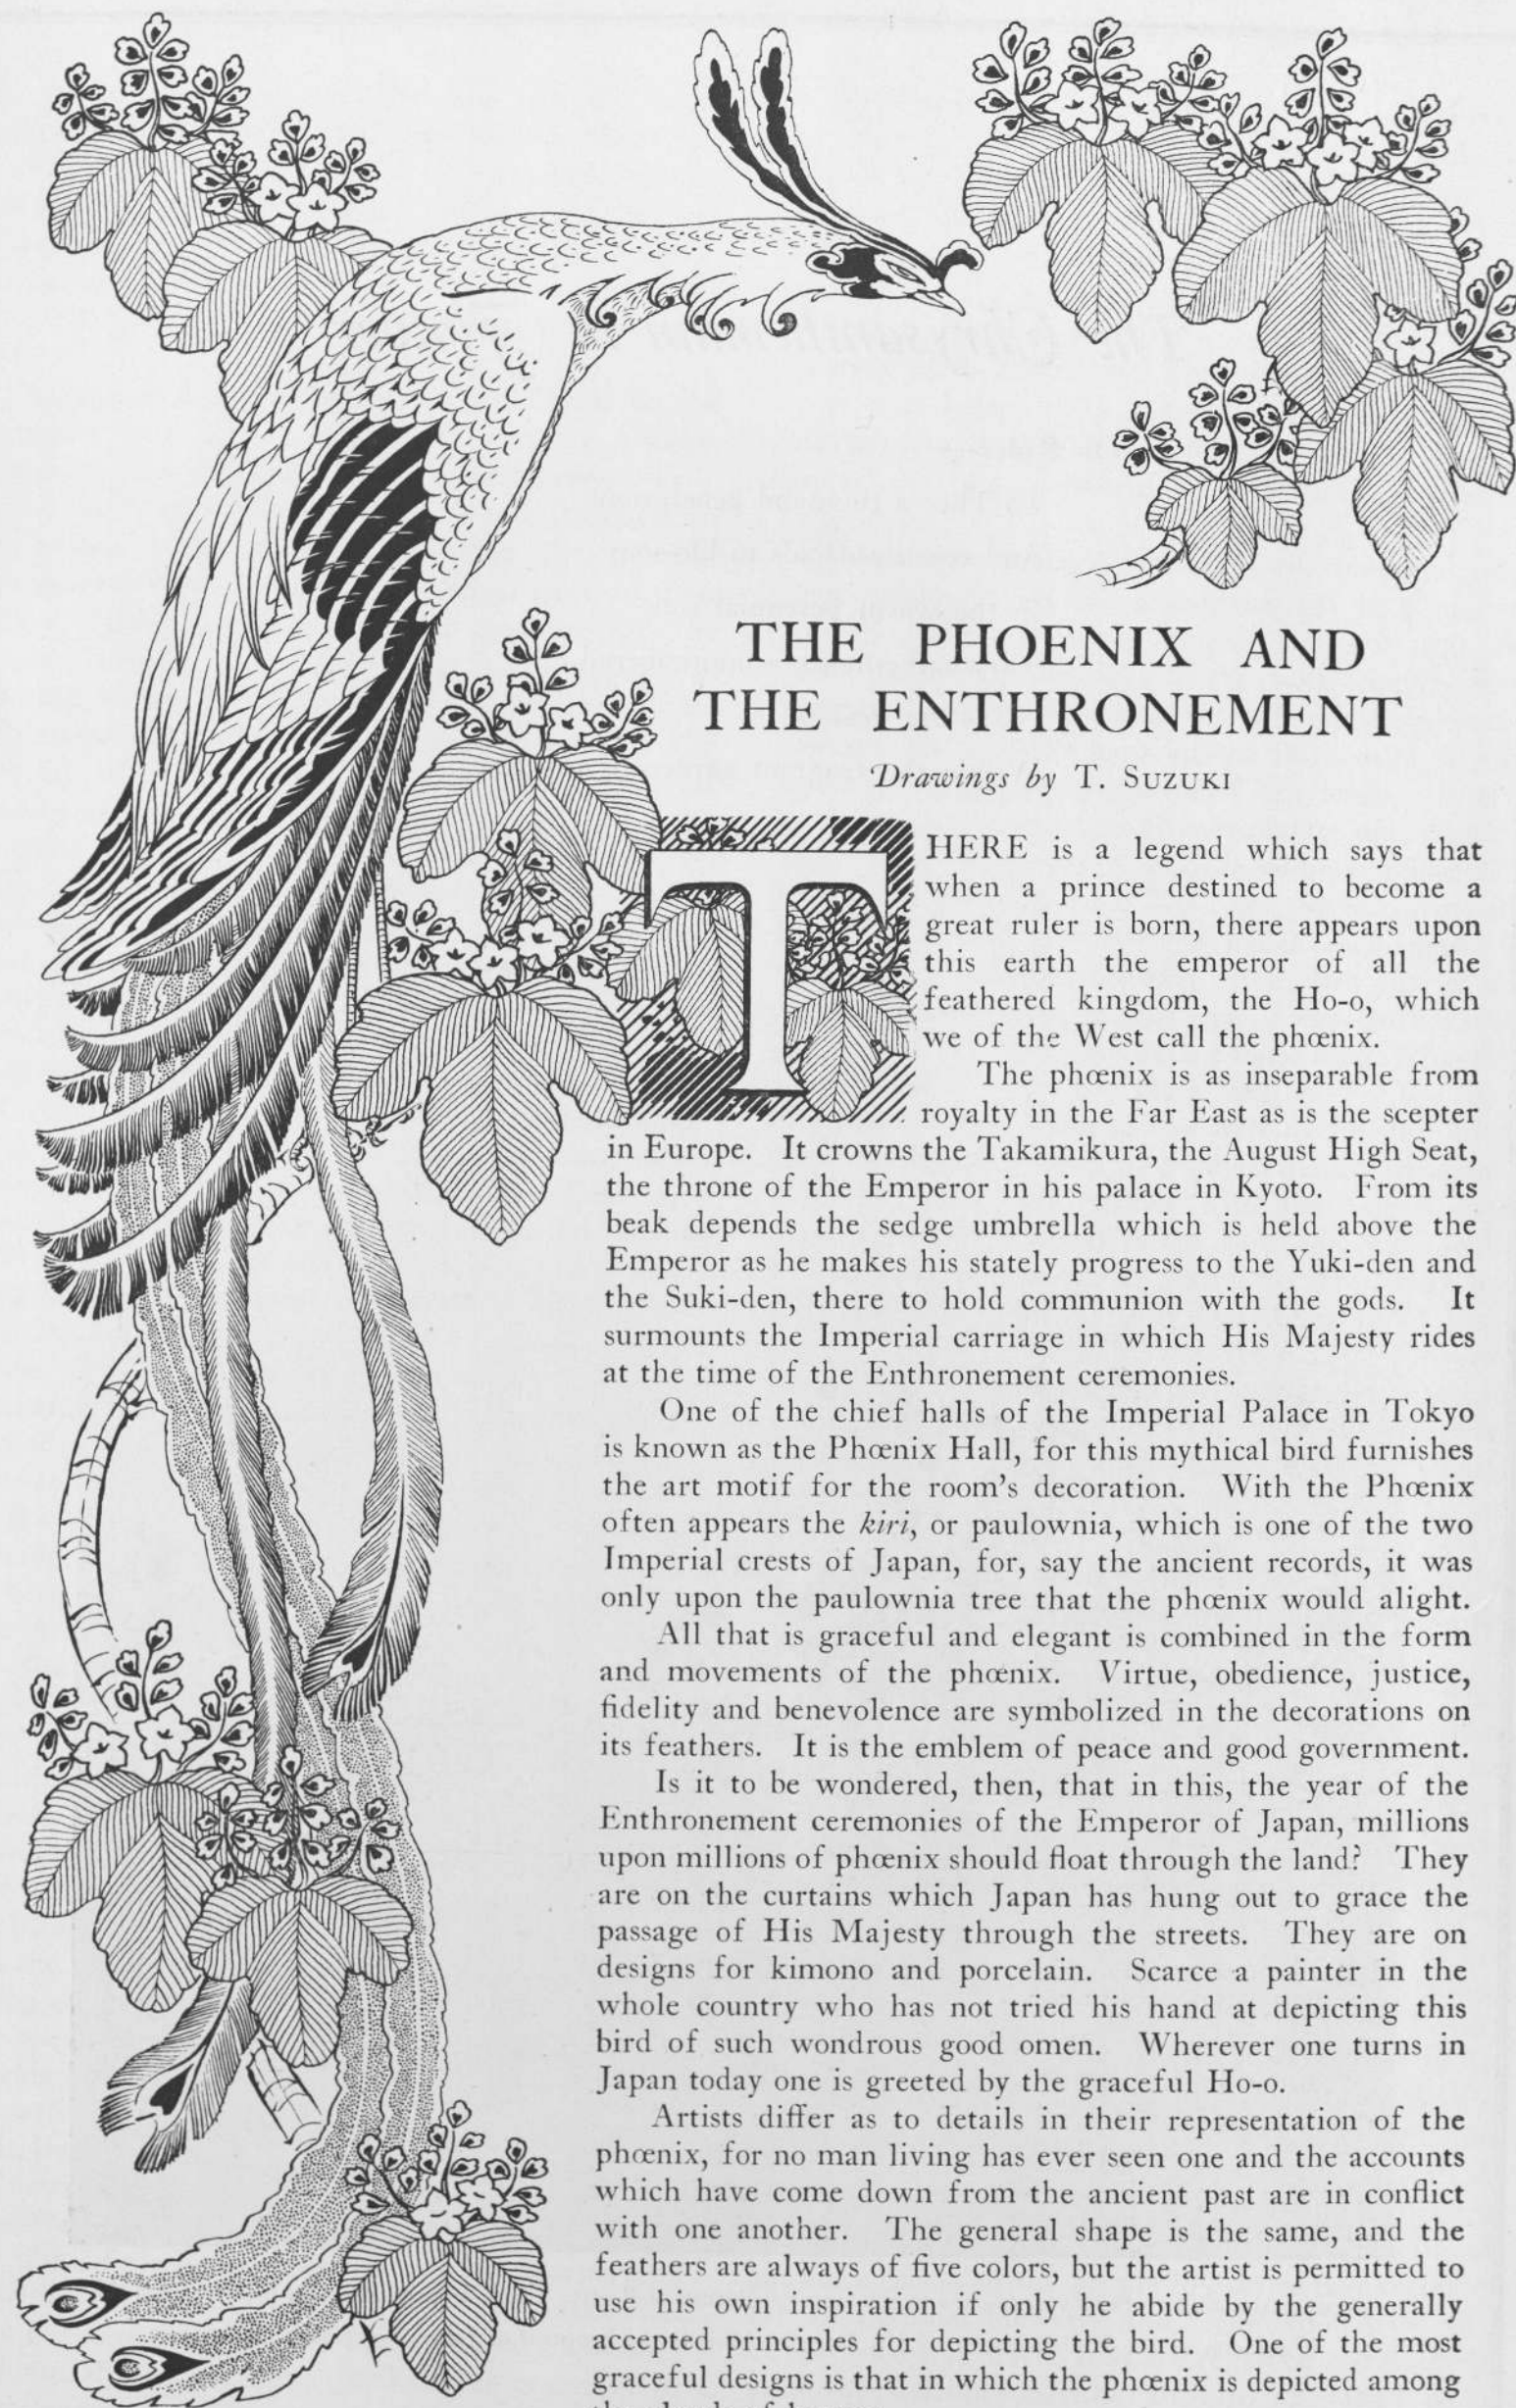 THE PHOENIX AND
THE ENTHRONEMENT
Drawings by T. SUZUKI
THERE is a legend which says that
when a prince destined to become a
great ruler is born, there appears upon
this earth the emperor of all the
feathered kingdom, the Ho-o, which
we of the West call the phœnix.
The phœnix is as inseparable from
royalty in the Far East as is the scepter
in Europe. It crowns the Takamikura, the August High Seat,
the throne of the Emperor in his palace in Kyoto. From its
beak depends the sedge umbrella which is held above the
Emperor as he makes his stately progress to the Yuki-den and
the Suki-den, there to hold communion with the gods. It
surmounts the Imperial carriage in which His Majesty rides
at the time of the Enthronement ceremonies.
One of the chief halls of the Imperial Palace in Tokyo
is known as the Phœnix Hall, for this mythical bird furnishes
the art motif for the room's decoration. With the Phœnix
often appears the kiri, or paulownia, which is one of the two
Imperial crests of Japan, for, say the ancient records, it was
only upon the paulownia tree that the phœnix would alight.
All that is graceful and elegant is combined in the form
and movements of the phœnix. Virtue, obedience, justice,
fidelity and benevolence are symbolized in the decorations on
its feathers. It is the emblem of peace and good government.
Is it to be wondered, then, that in this, the year of the
Enthronement ceremonies of the Emperor of Japan, millions
upon millions of phœnix should float through the land? They
are on the curtains which Japan has hung out to grace the
passage of His Majesty through the streets. They are on
designs for kimono and porcelain. Scarce a painter in the
whole country who has not tried his hand at depicting this
bird of such wondrous good omen. Wherever one turns in
Japan today one is greeted by the graceful Ho-o.
Artists differ as to details in their representation of the
phœnix, for no man living has ever seen one and the accounts
which have come down from the ancient past are in conflict
with one another. The general shape is the same, and the
feathers are always of five colors, but the artist is permitted to
use his own inspiration if only he abide by the generally
accepted principles for depicting the bird. One of the most
graceful designs is that in which the phœnix is depicted among